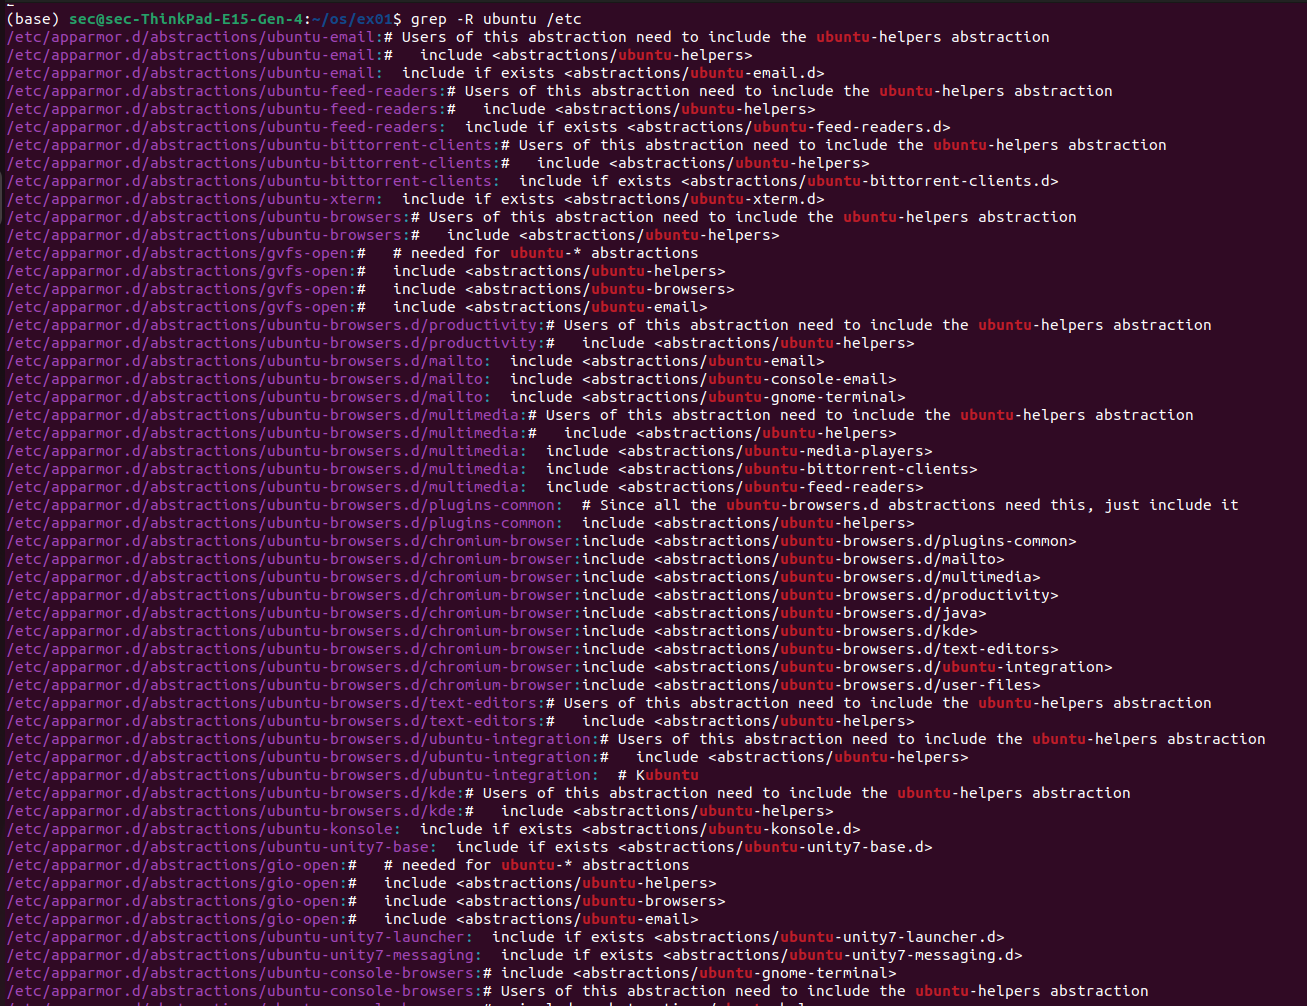 (base) sec@sec-ThinkPad-E15-Gen-4:~/os/ex01$ grep -R ubuntu /etc
/etc/apparmor.d/abstractions/ubuntu-email:# Users of this abstraction need to include the ubuntu-helpers abstraction
/etc/apparmor.d/abstractions/ubuntu-email:#   include <abstractions/ubuntu-helpers>
/etc/apparmor.d/abstractions/ubuntu-email:  include if exists <abstractions/ubuntu-email.d>
/etc/apparmor.d/abstractions/ubuntu-feed-readers:# Users of this abstraction need to include the ubuntu-helpers abstraction
/etc/apparmor.d/abstractions/ubuntu-feed-readers:#   include <abstractions/ubuntu-helpers>
/etc/apparmor.d/abstractions/ubuntu-feed-readers:  include if exists <abstractions/ubuntu-feed-readers.d>
/etc/apparmor.d/abstractions/ubuntu-bittorrent-clients:# Users of this abstraction need to include the ubuntu-helpers abstraction
/etc/apparmor.d/abstractions/ubuntu-bittorrent-clients:#   include <abstractions/ubuntu-helpers>
/etc/apparmor.d/abstractions/ubuntu-bittorrent-clients:  include if exists <abstractions/ubuntu-bittorrent-clients.d>
/etc/apparmor.d/abstractions/ubuntu-xterm:  include if exists <abstractions/ubuntu-xterm.d>
/etc/apparmor.d/abstractions/ubuntu-browsers:# Users of this abstraction need to include the ubuntu-helpers abstraction
/etc/apparmor.d/abstractions/ubuntu-browsers:#   include <abstractions/ubuntu-helpers>
/etc/apparmor.d/abstractions/gvfs-open:#   # needed for ubuntu-* abstractions
/etc/apparmor.d/abstractions/gvfs-open:#   include <abstractions/ubuntu-helpers>
/etc/apparmor.d/abstractions/gvfs-open:#   include <abstractions/ubuntu-browsers>
/etc/apparmor.d/abstractions/gvfs-open:#   include <abstractions/ubuntu-email>
/etc/apparmor.d/abstractions/ubuntu-browsers.d/productivity:# Users of this abstraction need to include the ubuntu-helpers abstraction
/etc/apparmor.d/abstractions/ubuntu-browsers.d/productivity:#   include <abstractions/ubuntu-helpers>
/etc/apparmor.d/abstractions/ubuntu-browsers.d/mailto:  include <abstractions/ubuntu-email>
/etc/apparmor.d/abstractions/ubuntu-browsers.d/mailto:  include <abstractions/ubuntu-console-email>
/etc/apparmor.d/abstractions/ubuntu-browsers.d/mailto:  include <abstractions/ubuntu-gnome-terminal>
/etc/apparmor.d/abstractions/ubuntu-browsers.d/multimedia:# Users of this abstraction need to include the ubuntu-helpers abstraction
/etc/apparmor.d/abstractions/ubuntu-browsers.d/multimedia:#   include <abstractions/ubuntu-helpers>
/etc/apparmor.d/abstractions/ubuntu-browsers.d/multimedia:  include <abstractions/ubuntu-media-players>
/etc/apparmor.d/abstractions/ubuntu-browsers.d/multimedia:  include <abstractions/ubuntu-bittorrent-clients>
/etc/apparmor.d/abstractions/ubuntu-browsers.d/multimedia:  include <abstractions/ubuntu-feed-readers>
/etc/apparmor.d/abstractions/ubuntu-browsers.d/plugins-common:  # Since all the ubuntu-browsers.d abstractions need this, just include it
/etc/apparmor.d/abstractions/ubuntu-browsers.d/plugins-common:  include <abstractions/ubuntu-helpers>
/etc/apparmor.d/abstractions/ubuntu-browsers.d/chromium-browser:include <abstractions/ubuntu-browsers.d/plugins-common>
/etc/apparmor.d/abstractions/ubuntu-browsers.d/chromium-browser:include <abstractions/ubuntu-browsers.d/mailto>
/etc/apparmor.d/abstractions/ubuntu-browsers.d/chromium-browser:include <abstractions/ubuntu-browsers.d/multimedia>
/etc/apparmor.d/abstractions/ubuntu-browsers.d/chromium-browser:include <abstractions/ubuntu-browsers.d/productivity>
/etc/apparmor.d/abstractions/ubuntu-browsers.d/chromium-browser:include <abstractions/ubuntu-browsers.d/java>
/etc/apparmor.d/abstractions/ubuntu-browsers.d/chromium-browser:include <abstractions/ubuntu-browsers.d/kde>
/etc/apparmor.d/abstractions/ubuntu-browsers.d/chromium-browser:include <abstractions/ubuntu-browsers.d/text-editors>
/etc/apparmor.d/abstractions/ubuntu-browsers.d/chromium-browser:include <abstractions/ubuntu-browsers.d/ubuntu-integration>
/etc/apparmor.d/abstractions/ubuntu-browsers.d/chromium-browser:include <abstractions/ubuntu-browsers.d/user-files>
/etc/apparmor.d/abstractions/ubuntu-browsers.d/text-editors:# Users of this abstraction need to include the ubuntu-helpers abstraction
/etc/apparmor.d/abstractions/ubuntu-browsers.d/text-editors:#   include <abstractions/ubuntu-helpers>
/etc/apparmor.d/abstractions/ubuntu-browsers.d/ubuntu-integration:# Users of this abstraction need to include the ubuntu-helpers abstraction
/etc/apparmor.d/abstractions/ubuntu-browsers.d/ubuntu-integration:#   include <abstractions/ubuntu-helpers>
/etc/apparmor.d/abstractions/ubuntu-browsers.d/ubuntu-integration:  # Kubuntu
/etc/apparmor.d/abstractions/ubuntu-browsers.d/kde:# Users of this abstraction need to include the ubuntu-helpers abstraction
/etc/apparmor.d/abstractions/ubuntu-browsers.d/kde:#   include <abstractions/ubuntu-helpers>
/etc/apparmor.d/abstractions/ubuntu-konsole:  include if exists <abstractions/ubuntu-konsole.d>
/etc/apparmor.d/abstractions/ubuntu-unity7-base:  include if exists <abstractions/ubuntu-unity7-base.d>
/etc/apparmor.d/abstractions/gio-open:#   # needed for ubuntu-* abstractions
/etc/apparmor.d/abstractions/gio-open:#   include <abstractions/ubuntu-helpers>
/etc/apparmor.d/abstractions/gio-open:#   include <abstractions/ubuntu-browsers>
/etc/apparmor.d/abstractions/gio-open:#   include <abstractions/ubuntu-email>
/etc/apparmor.d/abstractions/ubuntu-unity7-launcher:  include if exists <abstractions/ubuntu-unity7-launcher.d>
/etc/apparmor.d/abstractions/ubuntu-unity7-messaging:  include if exists <abstractions/ubuntu-unity7-messaging.d>
/etc/apparmor.d/abstractions/ubuntu-console-browsers:# include <abstractions/ubuntu-gnome-terminal>
/etc/apparmor.d/abstractions/ubuntu-console-browsers:# Users of this abstraction need to include the ubuntu-helpers abstraction